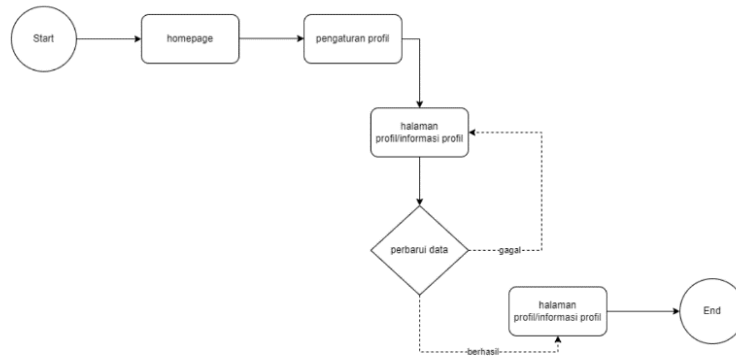 Start
homepage
pengaturan profil
halaman
profil/informasi profil
perbarui data
gagal
halaman
profil/informasi profil
End
berhasil